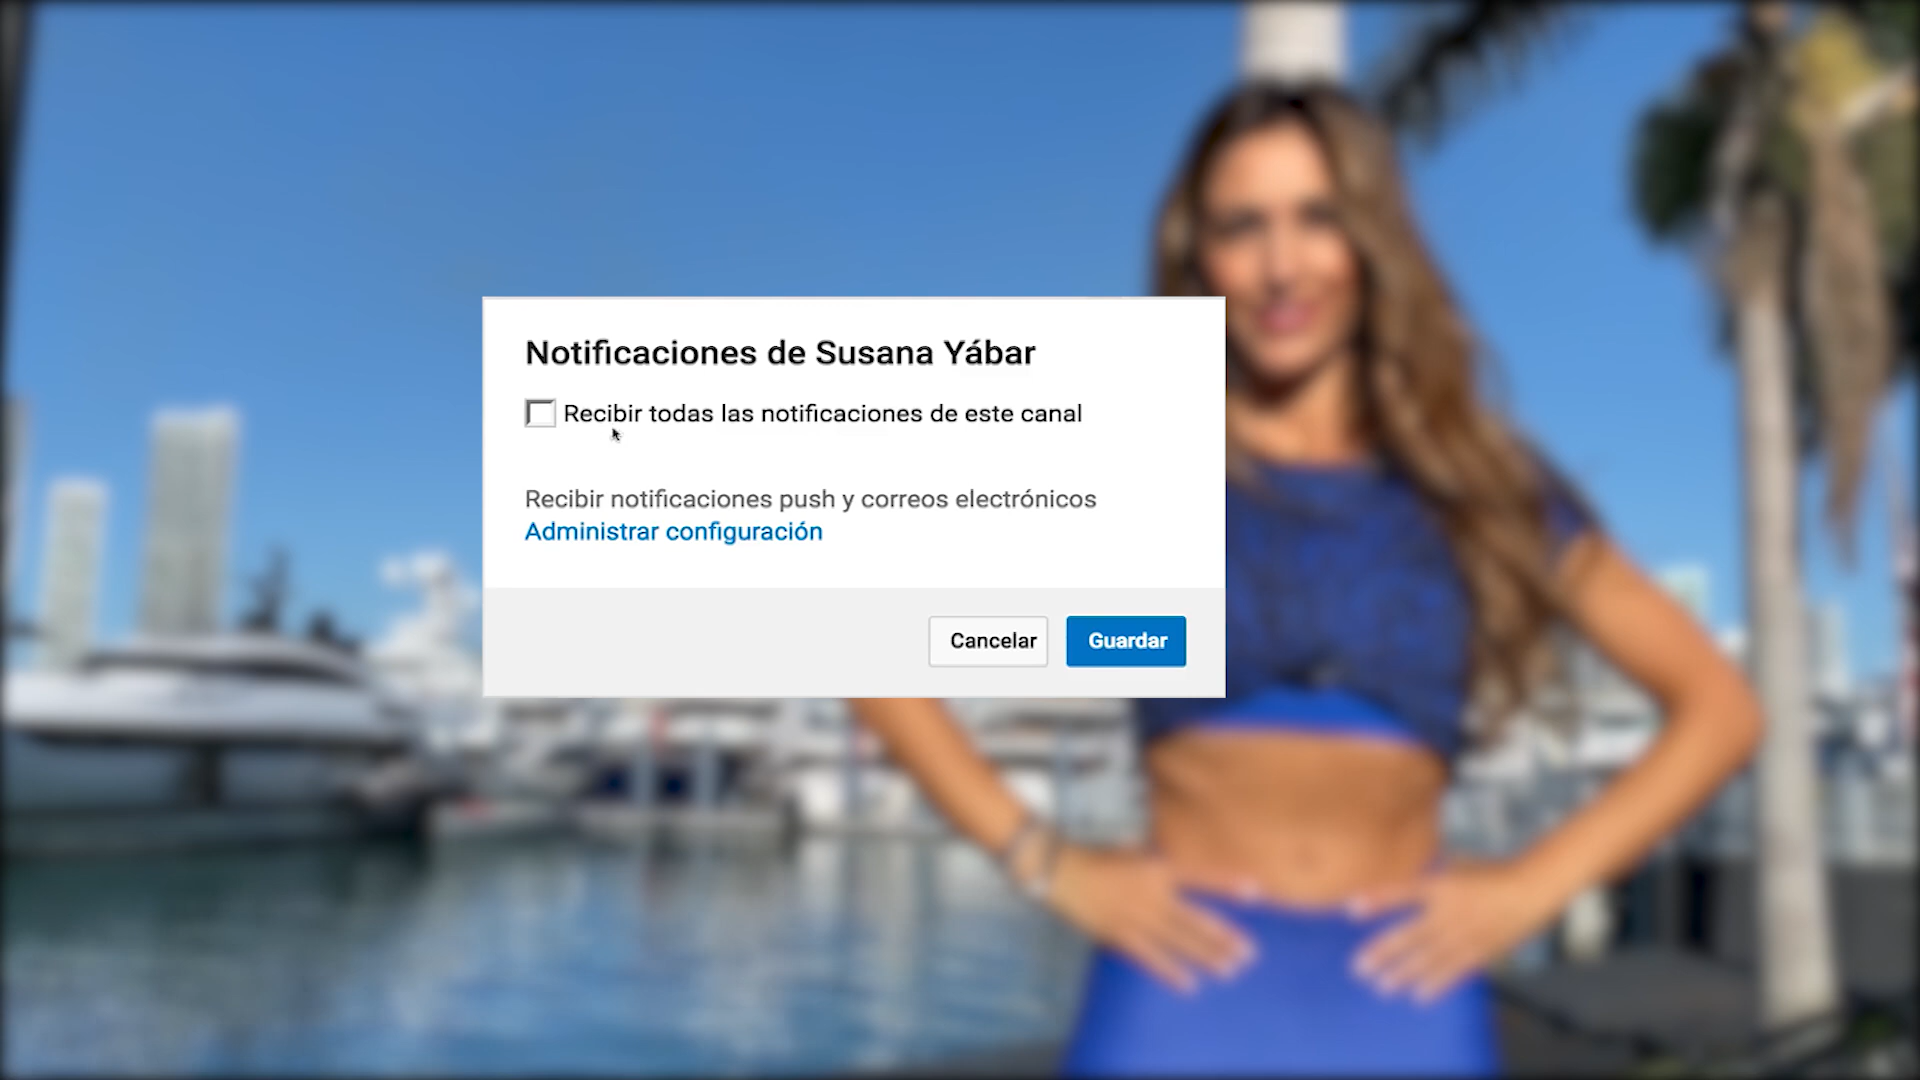 Notificaciones de Susana Yábar
Recibir todas las notificaciones de este canal
Recibir notificaciones push y correos electrónicos
Administrar configuración
Cancelar
Guardar